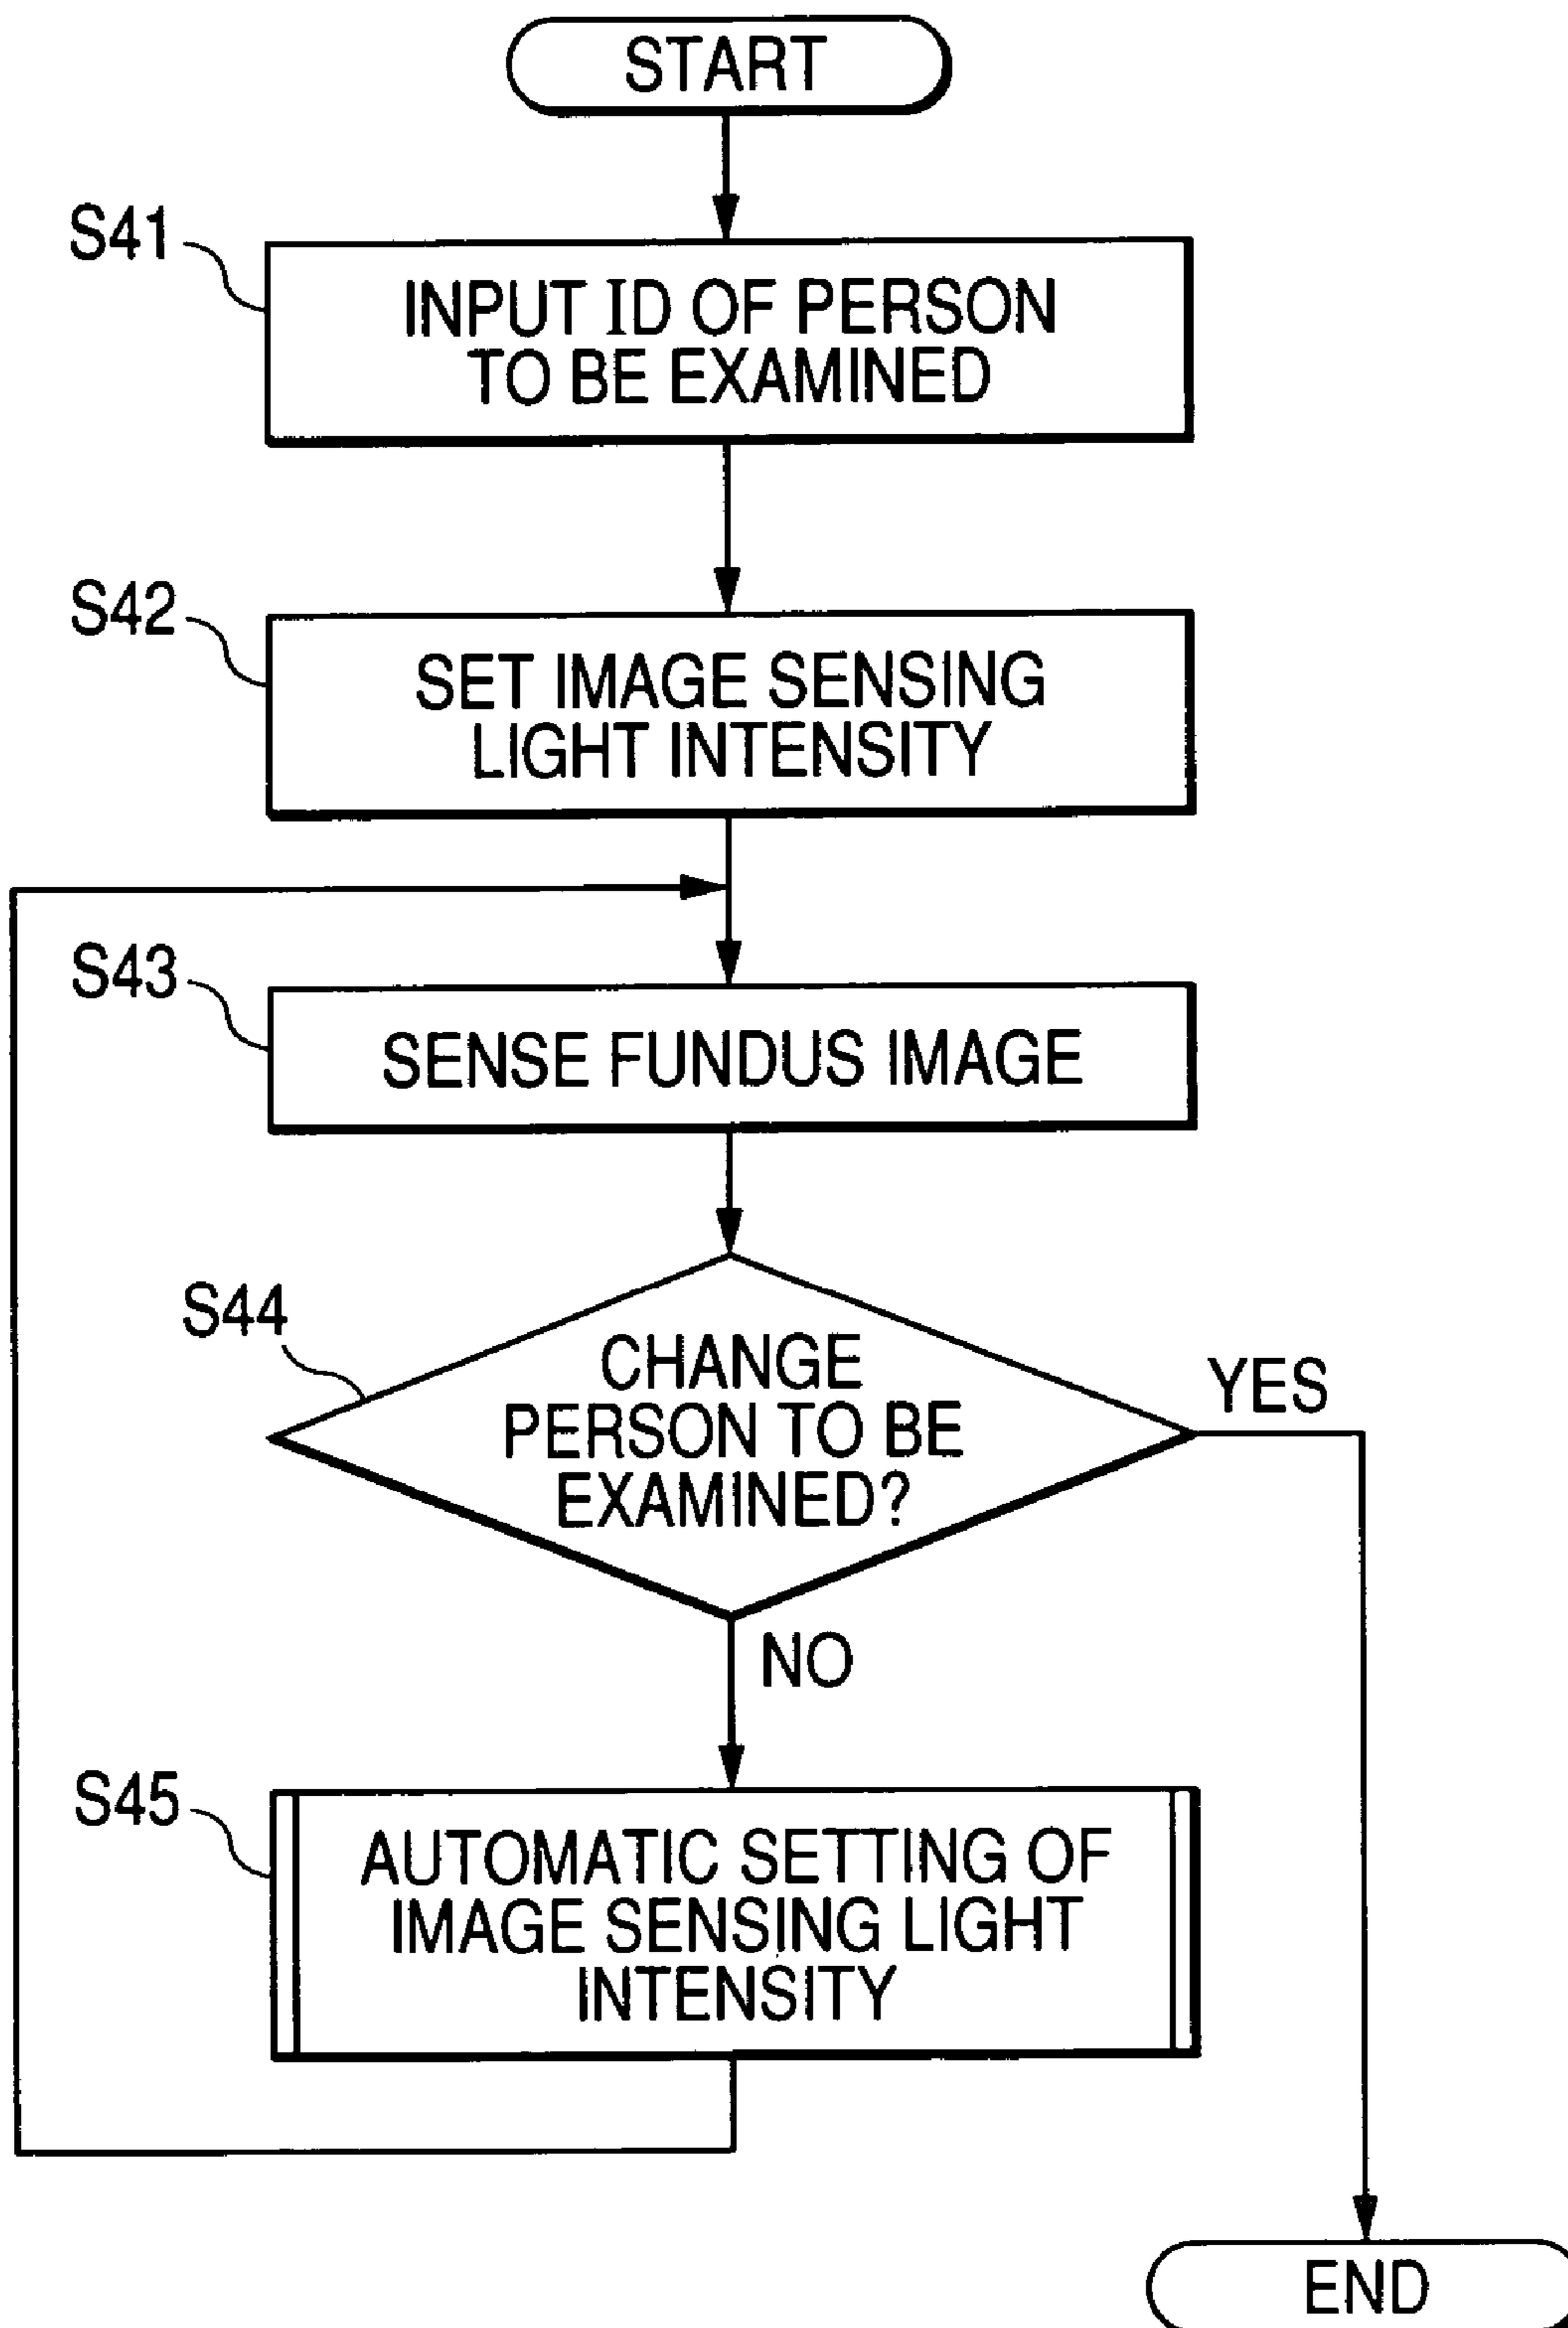 START
S41
INPUT ID OF PERSON
TO BE EXAMINED
S42
SET IMAGE SENSING
LIGHT INTENSITY
S43
SENSE FUNDUS IMAGE
S44
CHANGE
PERSON TO BE
EXAMINED?
YES
NO
S45
AUTOMATIC SETTING OF
IMAGE SENSING LIGHT
INTENSITY
END